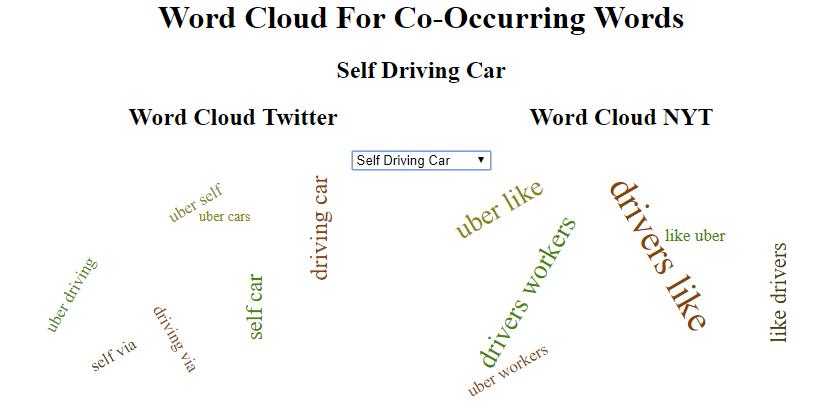 Word Cloud For Co-Occurring Words
Self Driving Car
Word Cloud Twitter
Word Cloud NYT
Self Driving Car
uber self
uber cars
driving car
uber driving
self car
driving via
self via
uber like
drivers like
like uber
drivers workers
like drivers
uber workers